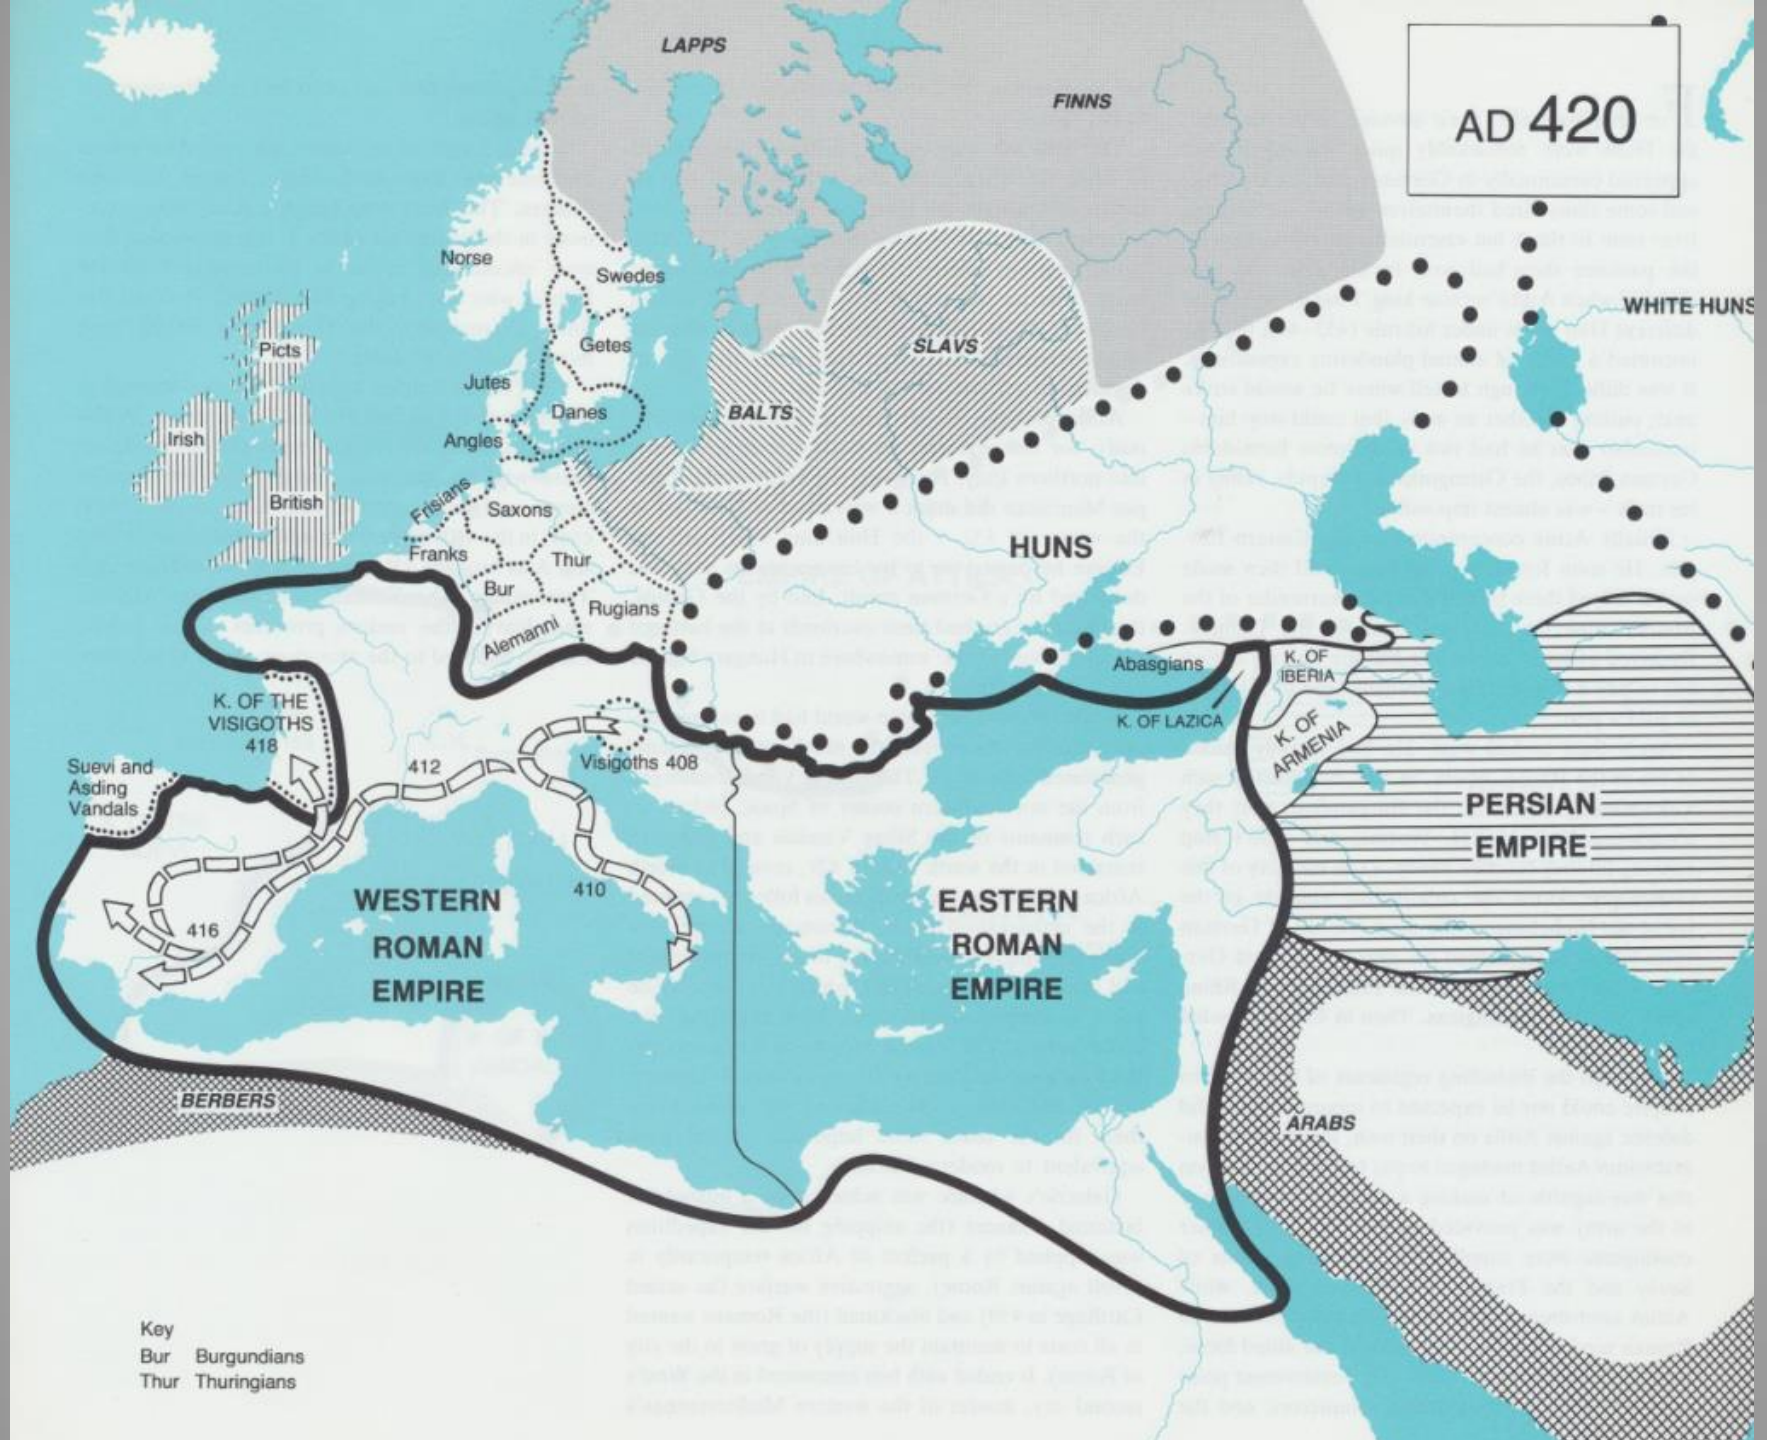 LAPPS
FINNS
AD 420
Norse
Swedes
WHITE HUNS
Getes
Picts
SLAVS
Jutes
Danes
BALTS
Irish
Angles
British
Frisians
Saxons
Franks
Thur
HUNS
Bur
Rugians
Alemanni
Abasgians
K. OF
IBERIA
K. OF THE
VISIGOTHS
418
K. OF LAZICA
K. OF
ARMENIA
Suevi and
Asding
Vandals
412
Visigoths 408
PERSIAN
EMPIRE
410
WESTERN
ROMAN
EMPIRE
EASTERN
ROMAN
EMPIRE
416
BERBERS
ARABS
Key
Bur Burgundians
Thur Thuringians